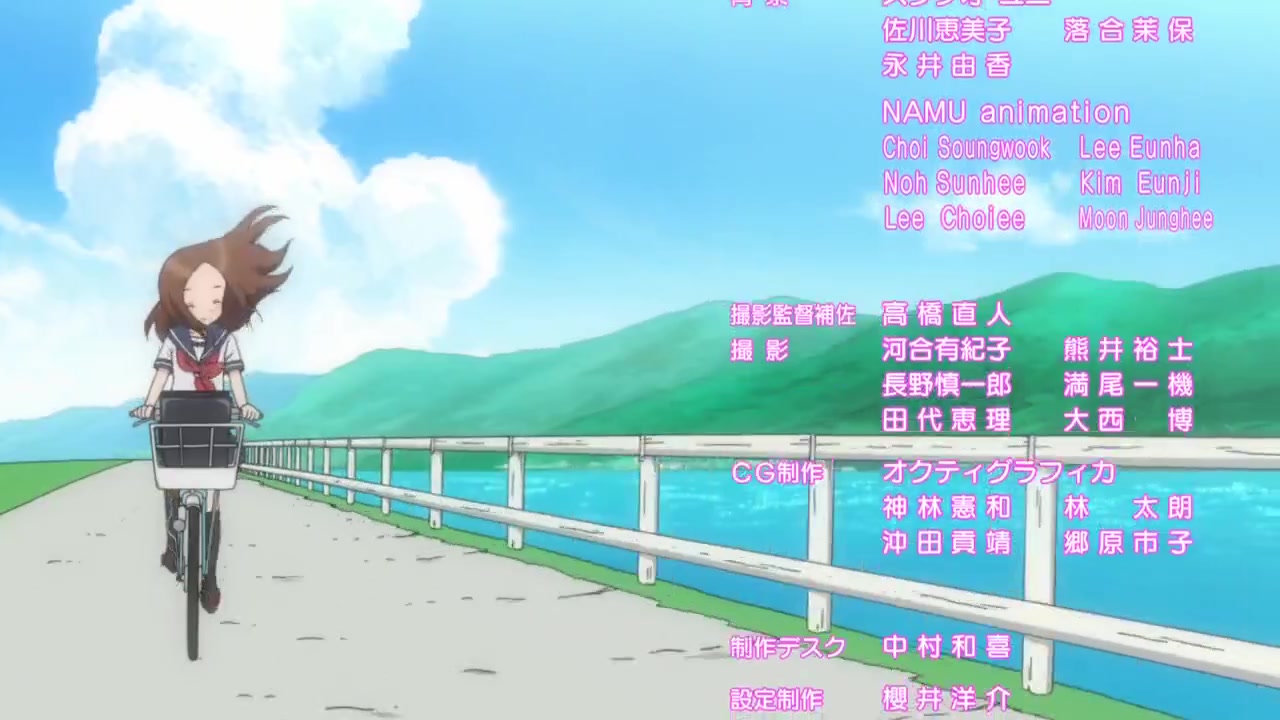 佐川恵美子 落合茉保
永井由香
NAMU animation
Choi Soungwook Lee Eunha
Noh Sunhee Kim Eunji
Lee Choiee Moon Junghee
撮影監督補佐 高橋直人
撮影 河合有紀子 熊井裕士
長野慎一郎 満尾一機
田代恵理 大西 博
CG制作 オクティグラフィカ
神林憲和 林 太朗
沖田貢靖 郷原市子
制作デスク 中村和喜
設定制作 櫻井洋介